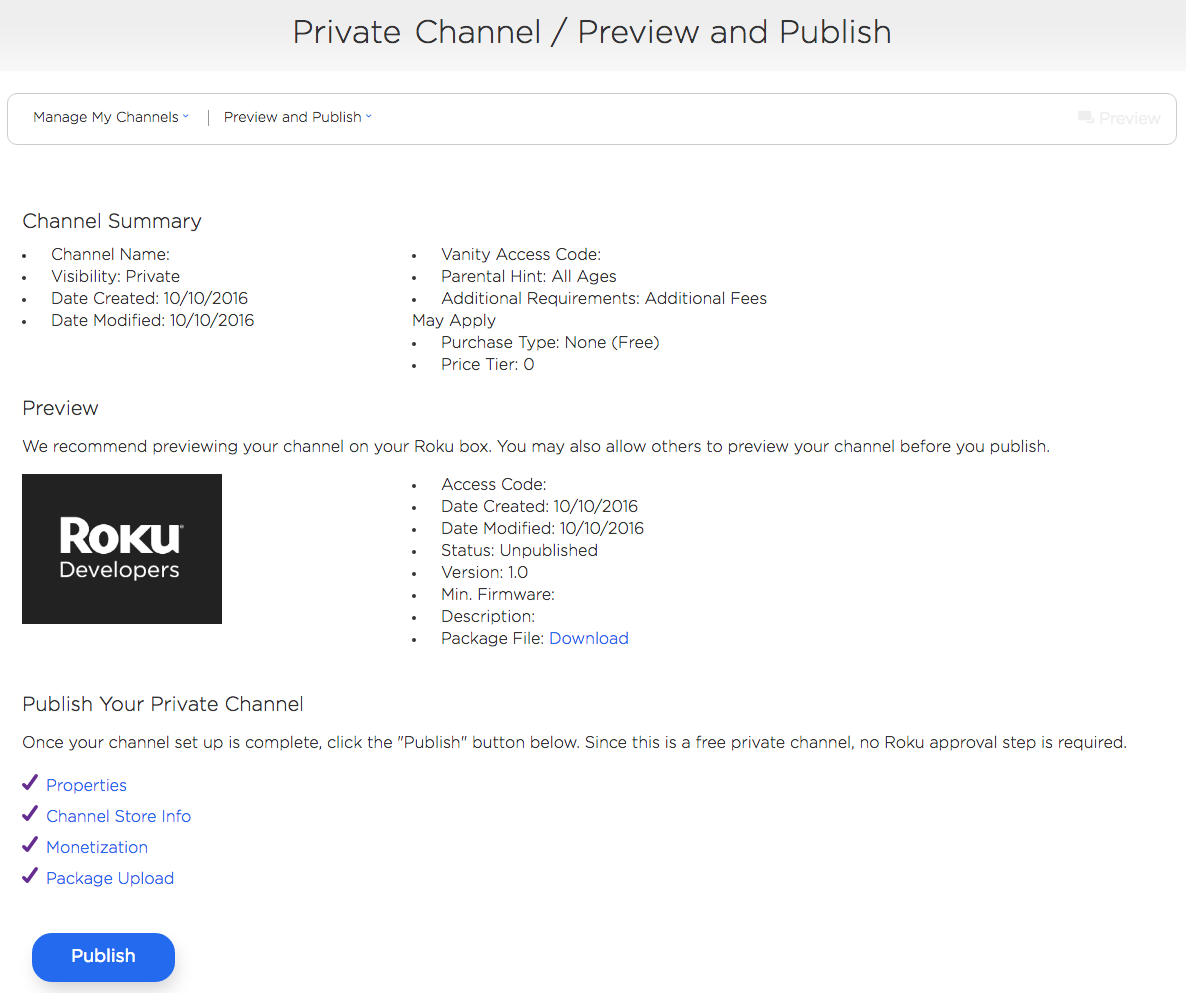 Private Channel / Preview and Publish
Manage My Channels | Preview and Publish
Preview
Channel Summary
• Channel Name:
• Visibility: Private
• Date Created: 10/10/2016
• Date Modified: 10/10/2016
• Vanity Access Code:
• Parental Hint: All Ages
• Additional Requirements: Additional Fees
May Apply
• Purchase Type: None (Free)
• Price Tier: 0
Preview
We recommend previewing your channel on your Roku box. You may also allow others to preview your channel before you publish.
ROKU
Developers
• Access Code:
• Date Created: 10/10/2016
• Date Modified: 10/10/2016
• Status: Unpublished
• Version: 1.0
• Min. Firmware:
• Description:
• Package File: Download
Publish Your Private Channel
Once your channel set up is complete, click the "Publish" button below. Since this is a free private channel, no Roku approval step is required.
Properties
Channel Store Info
Monetization
Package Upload
Publish